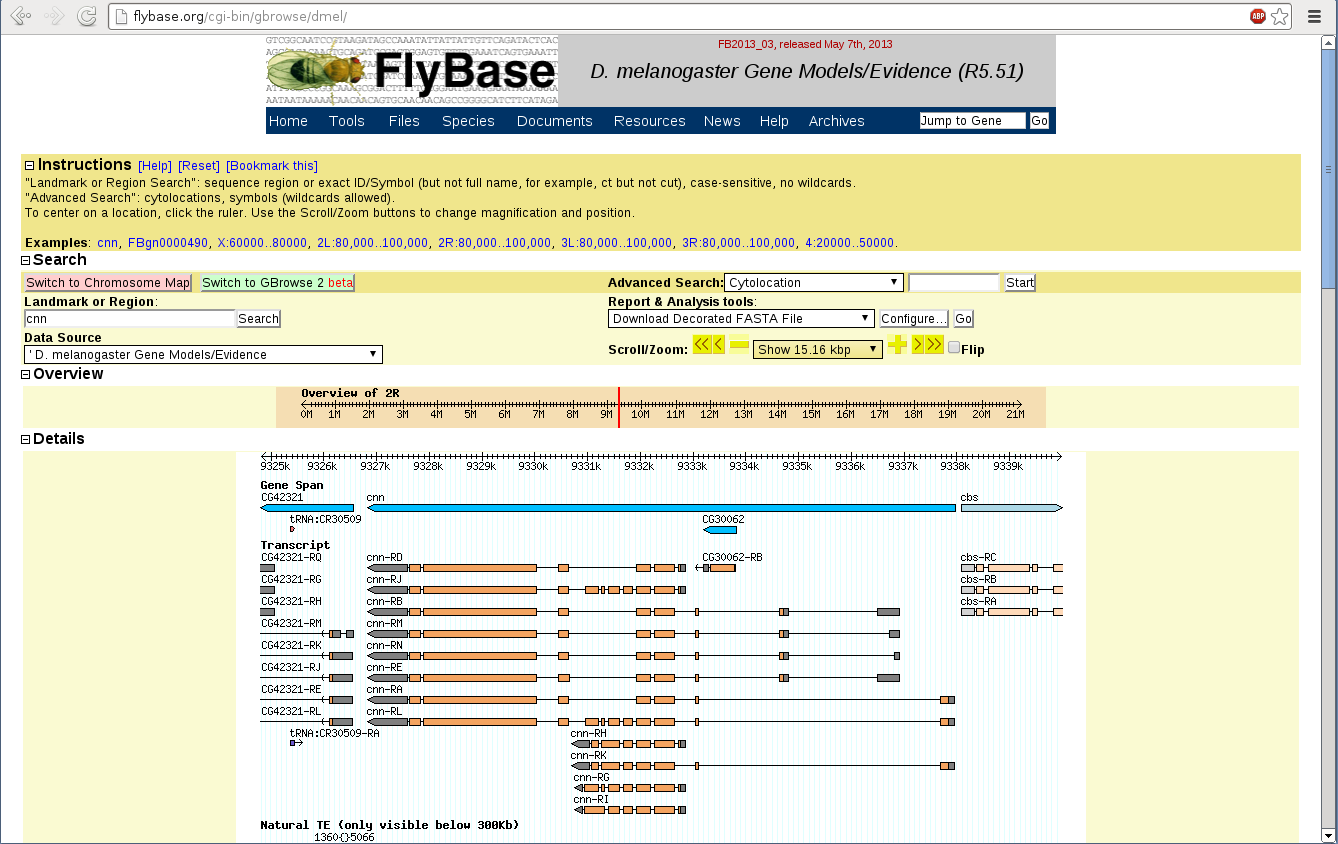 flybase.org/cgi-bin/gbrowse/dmel/
ABP
FlyBase
FB2013_03, released May 7th, 2013
D. melanogaster Gene Models/Evidence (R5.51)
Home Tools Files Species Documents Resources News Help Archives Jump to Gene Go
Instructions [Help] [Reset] [Bookmark this]
"Landmark or Region Search": sequence region or exact ID/Symbol (but not full name, for example, ct but not cut), case-sensitive, no wildcards.
"Advanced Search": cytolocations, symbols (wildcards allowed).
To center on a location, click the ruler. Use the Scroll/Zoom buttons to change magnification and position.
Examples: cnn, FBgn0000490, X:60000..80000, 2L:80,000..100,000, 2R:80,000..100,000, 3L:80,000..100,000, 3R:80,000..100,000, 4:20000..50000.
Search
Switch to Chromosome Map Switch to GBrowse 2 beta Advanced Search: Cytolocation Start
Landmark or Region: Report & Analysis tools:
cnn Search Download Decorated FASTA File Configure... Go
Data Source
' D. melanogaster Gene Models/Evidence Scroll/Zoom: Show 15.16 kbp Flip
Overview
Overview of 2R
0M 1M 2M 3M 4M 5M 6M 7M 8M 9M 10M 11M 12M 13M 14M 15M 16M 17M 18M 19M 20M 21M
Details
9325k 9326k 9327k 9328k 9329k 9330k 9331k 9332k 9333k 9334k 9335k 9336k 9337k 9338k 9339k
Gene Span
CG42321 cnn cbs
tRNA:CR30509 CG30062
Transcript
CG42321-RQ cnn-RD CG30062-RB cbs-RC
CG42321-RG cnn-RJ cbs-RB
CG42321-RH cnn-RB cbs-RA
CG42321-RM cnn-RM
CG42321-RK cnn-RN
CG42321-RJ cnn-RE
CG42321-RE cnn-RA
CG42321-RL cnn-RL
tRNA:CR30509-RA cnn-RH
cnn-RK
cnn-RG
cnn-RI
Natural TE (only visible below 300Kb)
1360{}5066